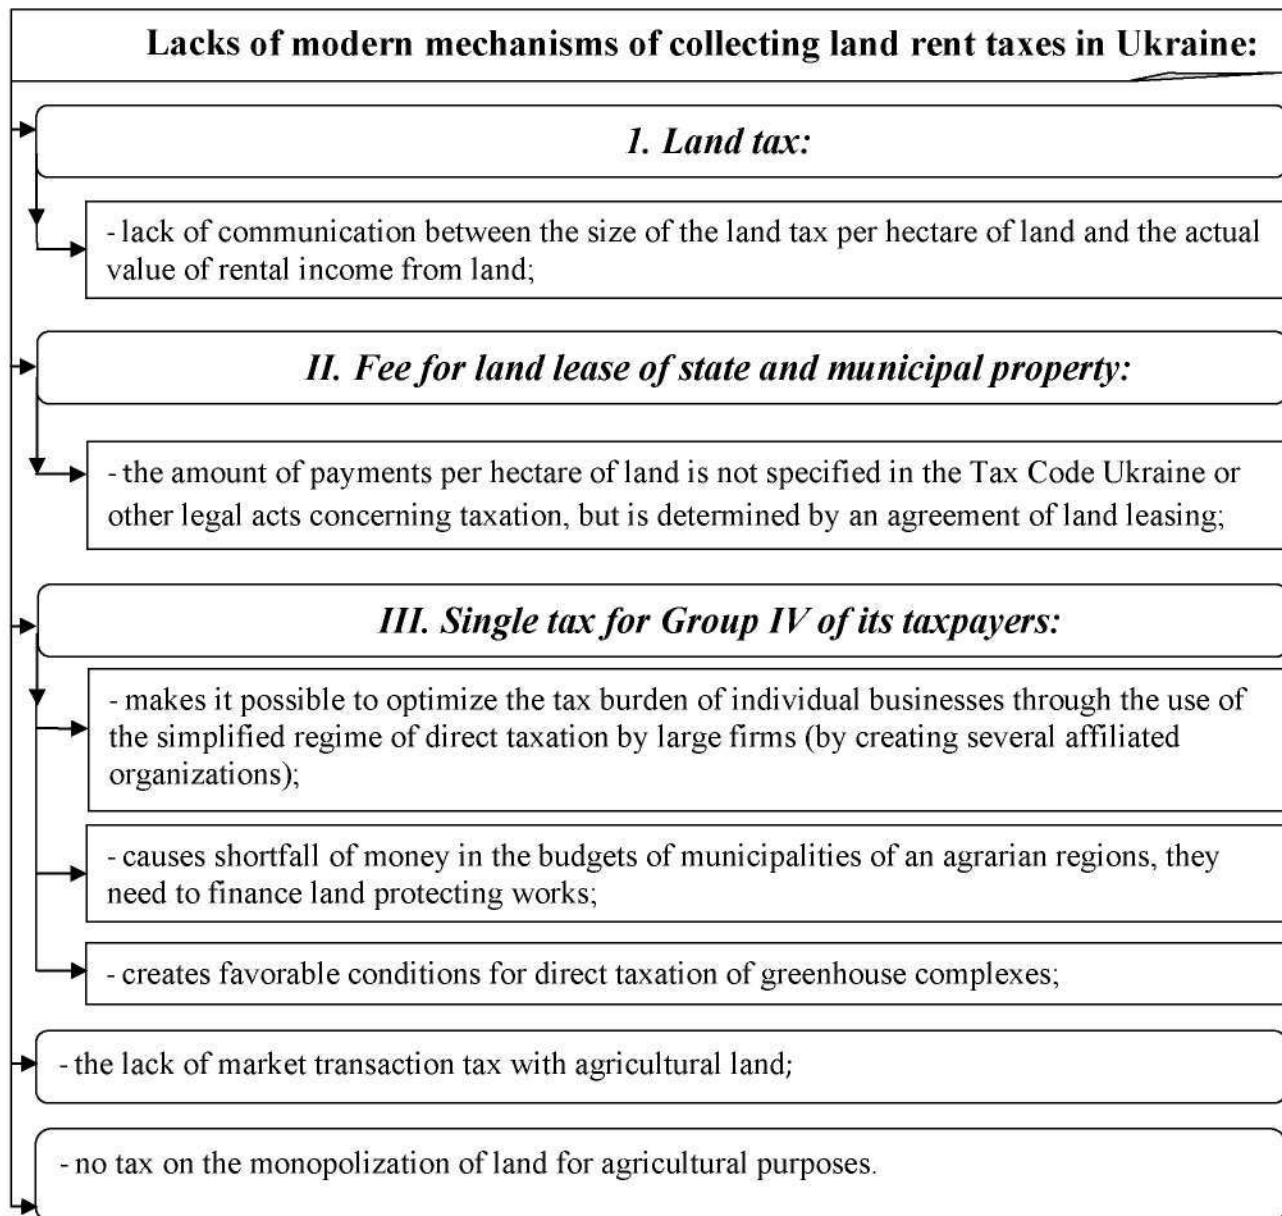 Lacks of modern mechanisms of collecting land rent taxes in Ukraine:
1. Land tax:
- lack of communication between the size of the land tax per hectare of land and the actual
value of rental income from land;
II. Fee for land lease of state and municipal property:
- the amount of payments per hectare of land is not specified in the Tax Code Ukraine or
other legal acts concerning taxation, but is determined by an agreement of land leasing;
III. Single tax for Group IV of its taxpayers:
- makes it possible to optimize the tax burden of individual businesses through the use of
the simplified regime of direct taxation by large firms (by creating several affiliated
organizations);
- causes shortfall of money in the budgets of municipalities of an agrarian regions, they
need to finance land protecting works;
- creates favorable conditions for direct taxation of greenhouse complexes;
- the lack of market transaction tax with agricultural land;
- no tax on the monopolization of land for agricultural purposes.